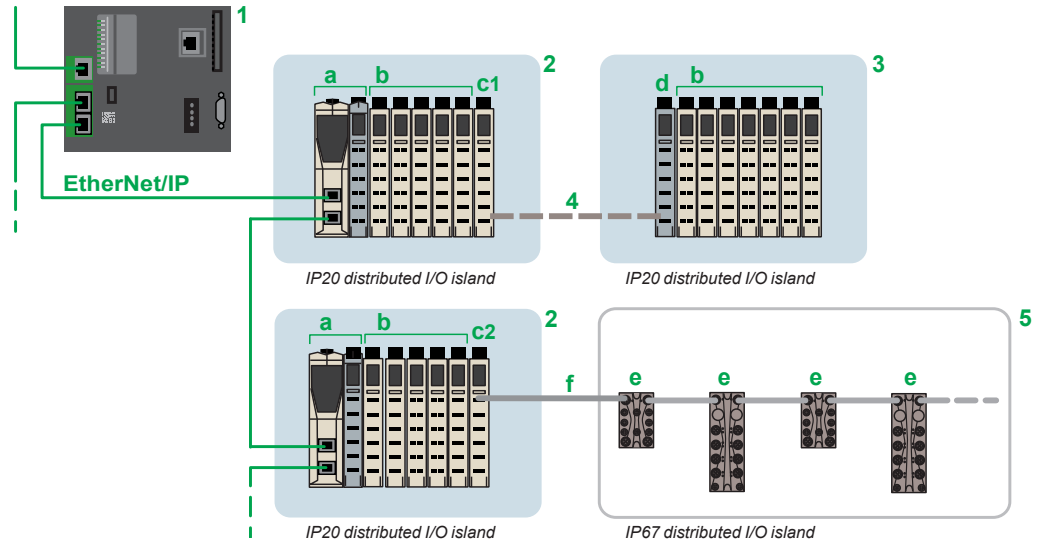 1
2
3
a
b
c1
d
b
EtherNet/IP
4
IP20 distributed I/O island
IP20 distributed I/O island
2
5
a
b
c2
f
e
e
e
e
IP20 distributed I/O island
IP67 distributed I/O island